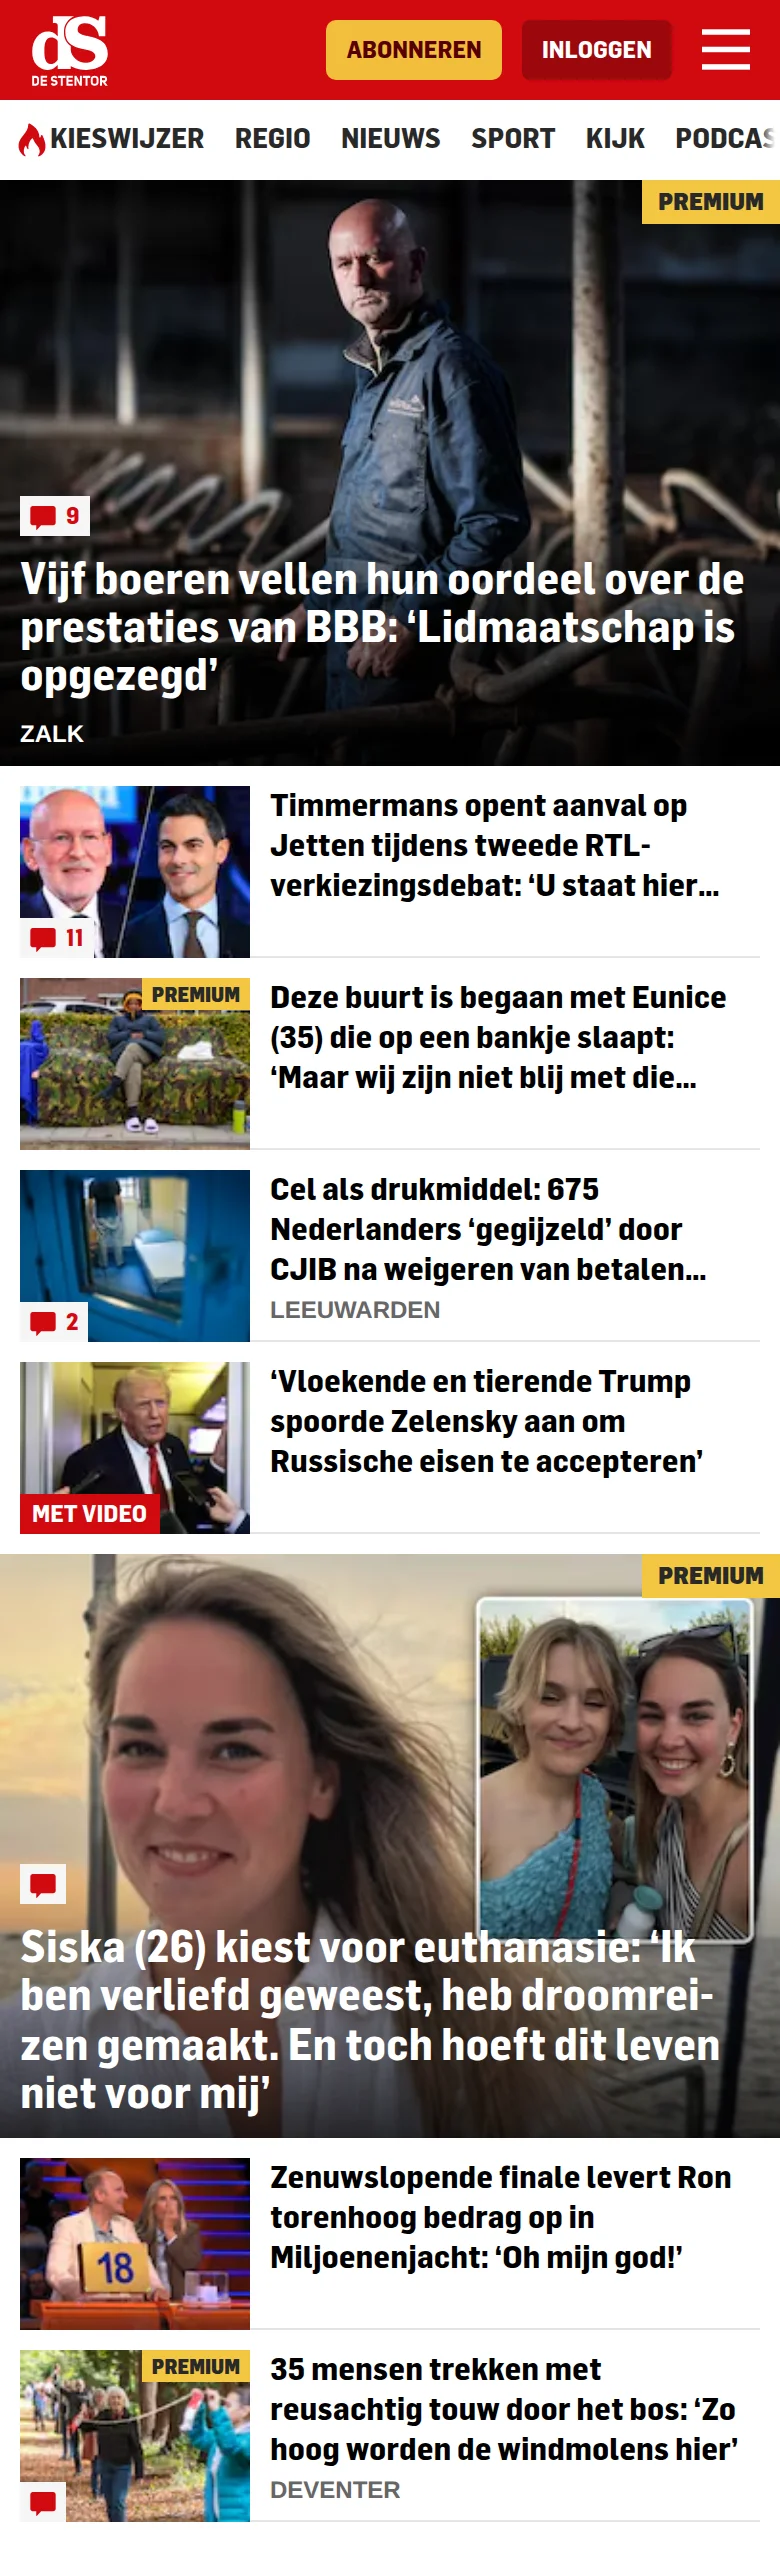 dS
DE STENTOR
ABONNEREN
INLOGGEN
KIESWIJZER REGIO NIEUWS SPORT KIJK PODCAS
PREMIUM
9
Vijf boeren vellen hun oordeel over de
prestaties van BBB: ‘Lidmaatschap is
opgezegd’
ZALK
Timmermans opent aanval op
Jetten tijdens tweede RTL-
verkiezingsdebat: ‘U staat hier...
11
PREMIUM
Deze buurt is begaan met Eunice
(35) die op een bankje slaapt:
‘Maar wij zijn niet blij met die...
Cel als drukmiddel: 675
Nederlanders ‘gegijzeld’ door
CJIB na weigeren van betalen...
LEEUWARDEN
2
‘Vloekende en tierende Trump
spoorde Zelensky aan om
Russische eisen te accepteren’
MET VIDEO
PREMIUM
Siska (26) kiest voor euthanasie: ‘Ik
ben verliefd geweest, heb droomrei-
zen gemaakt. En toch hoeft dit leven
niet voor mij’
Zenuwslopende finale levert Ron
torenhoog bedrag op in
Miljoenenjacht: ‘Oh mijn god!’
18
PREMIUM
35 mensen trekken met
reusachtig touw door het bos: ‘Zo
hoog worden de windmolens hier’
DEVENTER